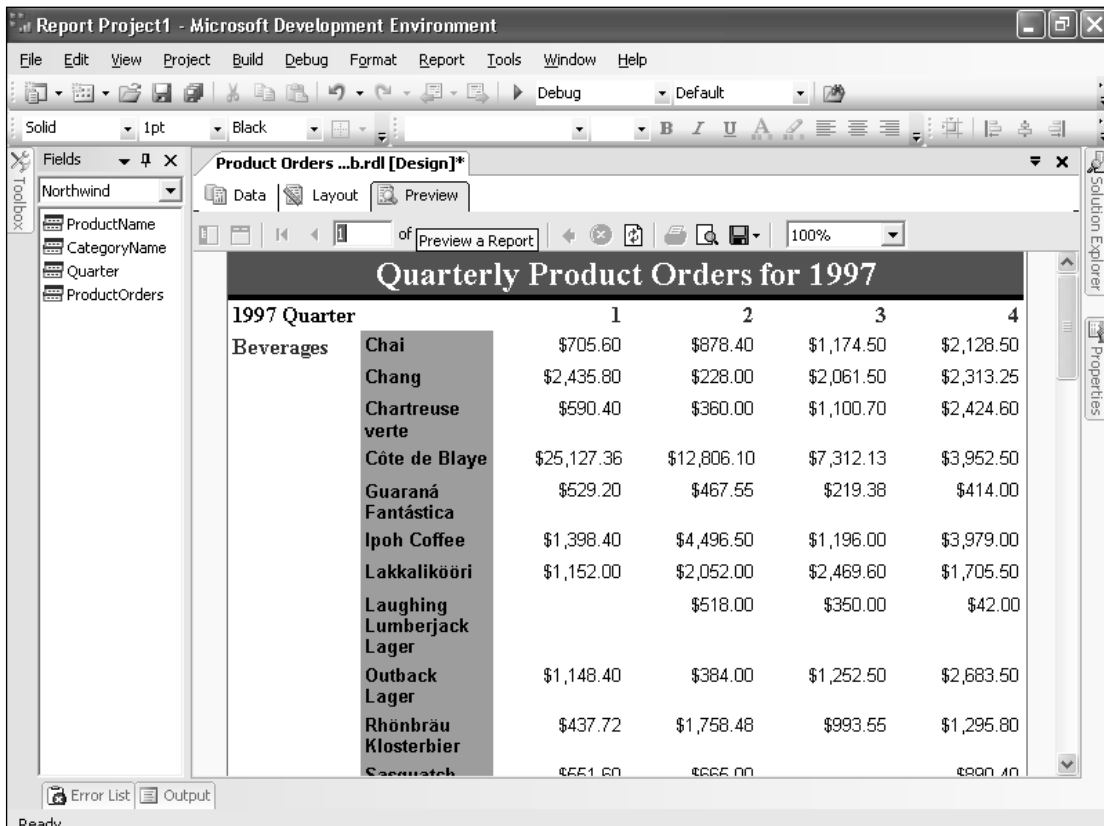 Report Project1 - Microsoft Development Environment
File Edit View Project Build Debug Format Report Tools Window Help
Debug Default
Solid 1pt Black B I U A
Toolbox
Fields
Northwind
ProductName
CategoryName
Quarter
ProductOrders
Product Orders ...b.rdl [Design]*
Data Layout Preview
1 of Preview a Report 100%
Quarterly Product Orders for 1997
1997 Quarter 1 2 3 4
Beverages Chai $705.60 $878.40 $1,174.50 $2,128.50
Chang $2,435.80 $228.00 $2,061.50 $2,313.25
Chartreuse $590.40 $360.00 $1,100.70 $2,424.60
verte
Côte de Blaye $25,127.36 $12,806.10 $7,312.13 $3,952.50
Guaraná $529.20 $467.55 $219.38 $414.00
Fantástica
Ipoh Coffee $1,398.40 $4,496.50 $1,196.00 $3,979.00
Lakkalikööri $1,152.00 $2,052.00 $2,469.60 $1,705.50
Laughing $518.00 $350.00 $42.00
Lumberjack
Lager
Outback $1,148.40 $384.00 $1,252.50 $2,683.50
Lager
Rhönbräu $437.72 $1,758.48 $993.55 $1,295.80
Klosterbier
Sasquatch $551.60 $665.00 $890.40
Solution Explorer
Properties
Error List Output
Ready